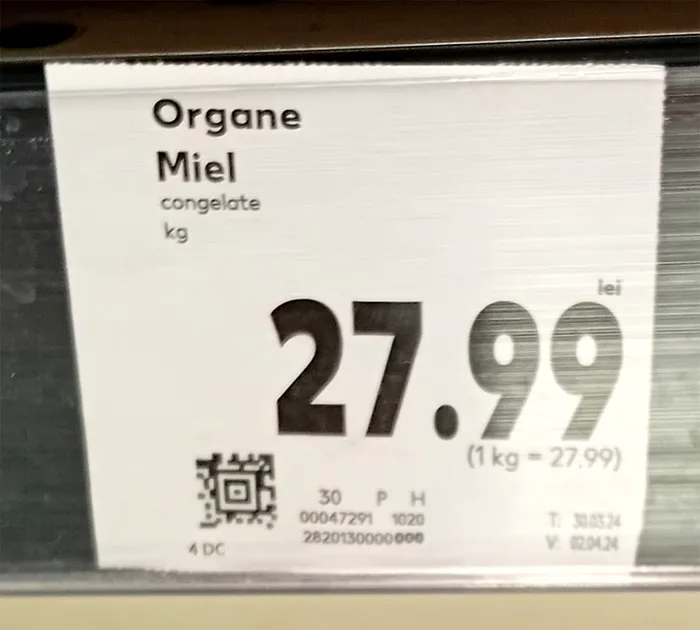 Organe
Miel
congelate
kg
lei
27.99
(1 kg = 27.99)
30 P H
00047291 1020
2820130000000
4 DC
T: 30.03.24
V: 02.04.24